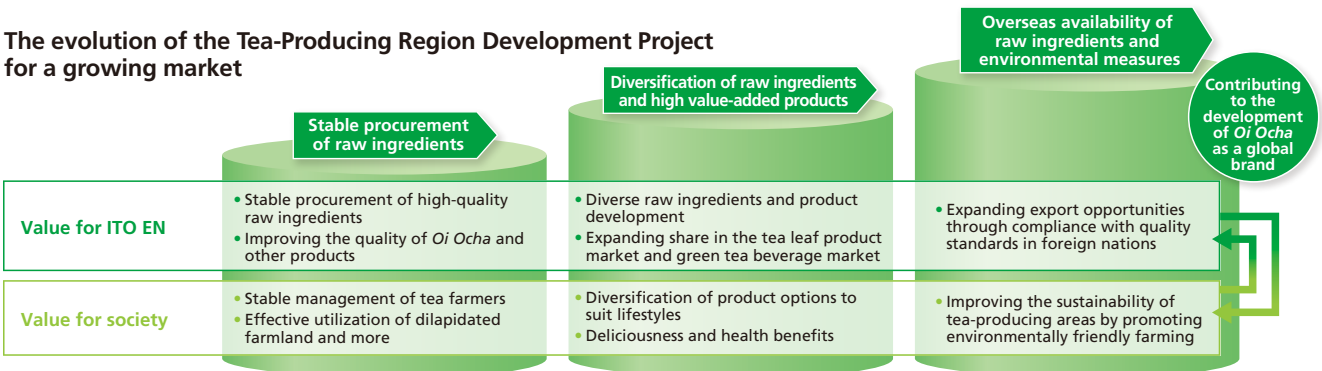 The evolution of the Tea-Producing Region Development Project
for a growing market
Stable procurement
of raw ingredients
Diversification of raw ingredients
and high value-added products
Overseas availability of
raw ingredients and
environmental measures
Contributing
to the
development
of Oi Ocha
as a global
brand
Value for ITO EN
• Stable procurement of high-quality
raw ingredients
• Improving the quality of Oi Ocha and
other products
• Diverse raw ingredients and product
development
• Expanding share in the tea leaf product
market and green tea beverage market
• Expanding export opportunities
through compliance with quality
standards in foreign nations
Value for society
• Stable management of tea farmers
• Effective utilization of dilapidated
farmland and more
• Diversification of product options to
suit lifestyles
• Deliciousness and health benefits
• Improving the sustainability of
tea-producing areas by promoting
environmentally friendly farming